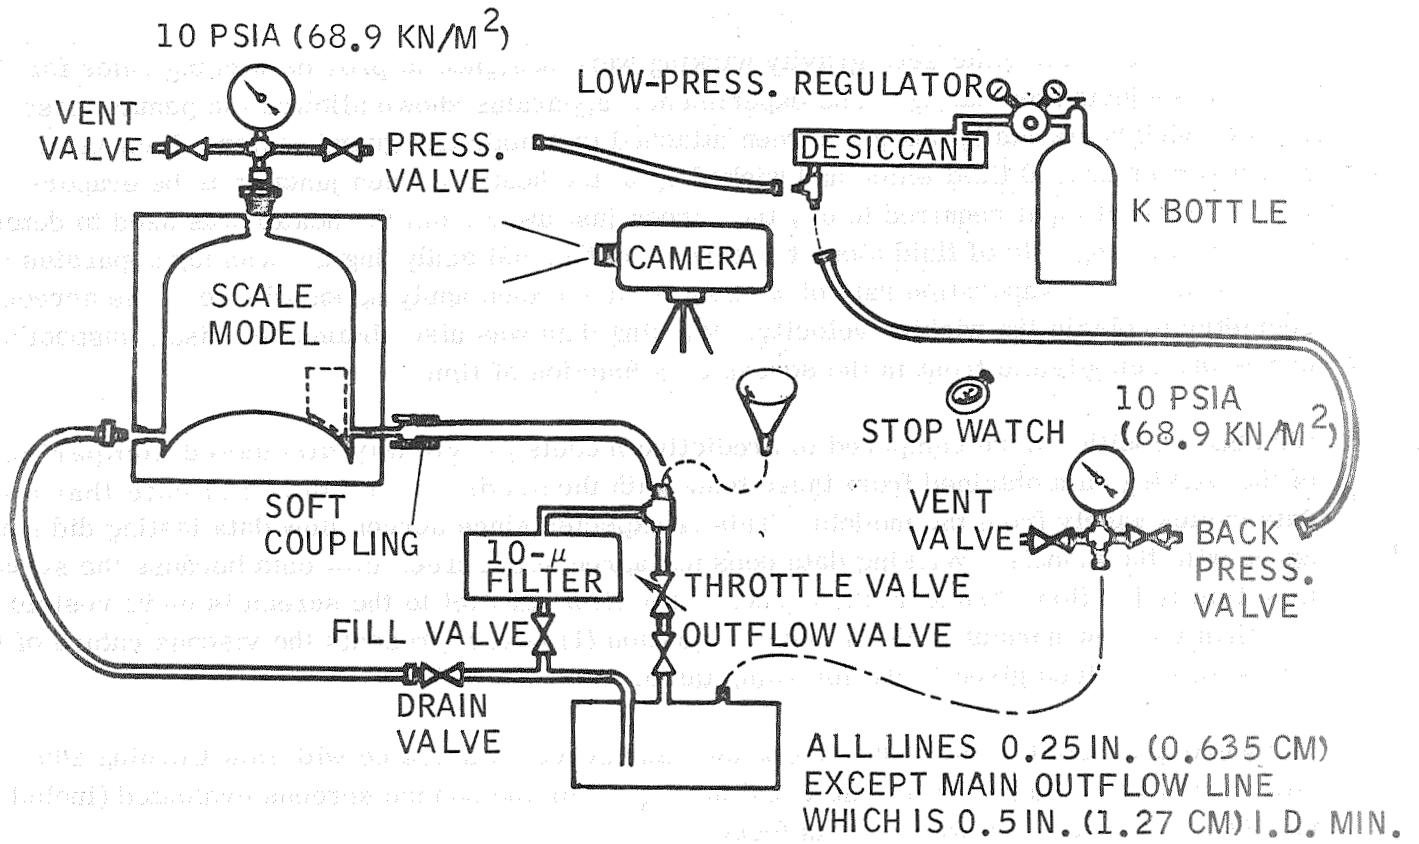 10 PSIA (68.9 KN/M²)
LOW-PRESS. REGULATOR
VENT
VALVE
PRESS.
VALVE
DESICCANT
K BOTTLE
CAMERA
SCALE
MODEL
STOP WATCH
10 PSIA
(68.9 KN/M²)
SOFT
COUPLING
10-μ
FILTER
VENT
VALVE
BACK
PRESS.
VALVE
THROTTLE VALVE
FILL VALVE
OUTFLOW VALVE
DRAIN
VALVE
ALL LINES 0.25 IN. (0.635 CM)
EXCEPT MAIN OUTFLOW LINE
WHICH IS 0.5 IN. (1.27 CM) I.D. MIN.